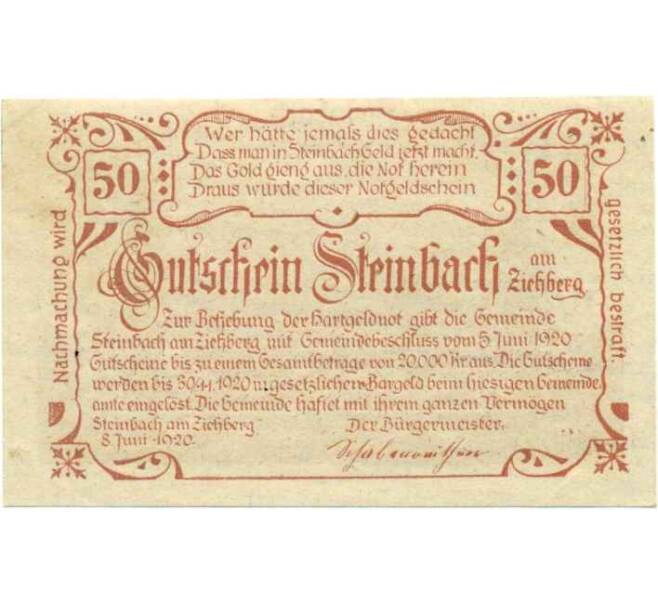 Wer hätte jemals dies gedacht
Dass man in Steinbach Geld jetzt macht.
Das Gold gieng aus, die Not herein
Draus wurde dieser Notgeldschein
50
50
Gutschein Steinbach am Ziehberg
Zur Behebung der Hartgeldnot gibt die Gemeinde
Steinbach am Ziehberg mit Gemeindebeschluss vom 5 Juni 1920
Gutscheine bis zu einem Gesamtbetrage von 20.000 Kr aus. Die Gutscheine
werden bis 1920 in gesetzlichen Bargeld beim hiesigen Gemeinde
amte eingelöst. Die Gemeinde haftet mit ihrem ganzen Vermögen
Steinbach am Ziehberg
8 Juni 1920.
Der Bürgermeister.
Nachmachung wird
gesetzlich bestraft.